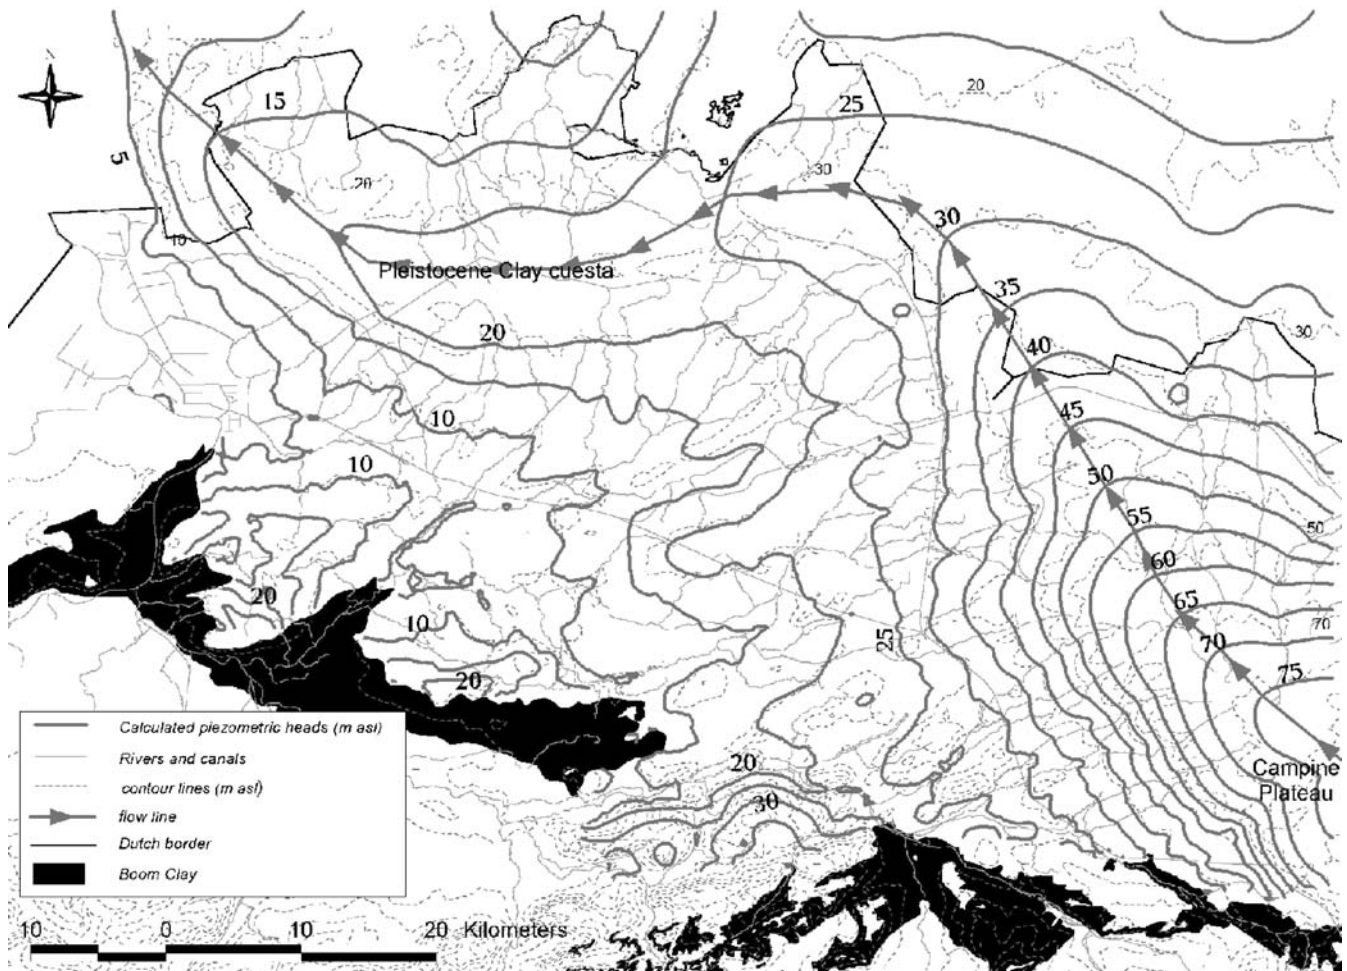 20
15
25
5
30
20
30
10
Pleistocene Clay cuesta
35
20
30
40
10
45
10
50
55
50
60
20
65
10
70
70
25
75
20
Calculated piezometric heads (m asl)
Rivers and canals
contour lines (m asl)
flow line
Dutch border
Boom Clay
20
30
Campine
Plateau
10 0 10 20 Kilometers